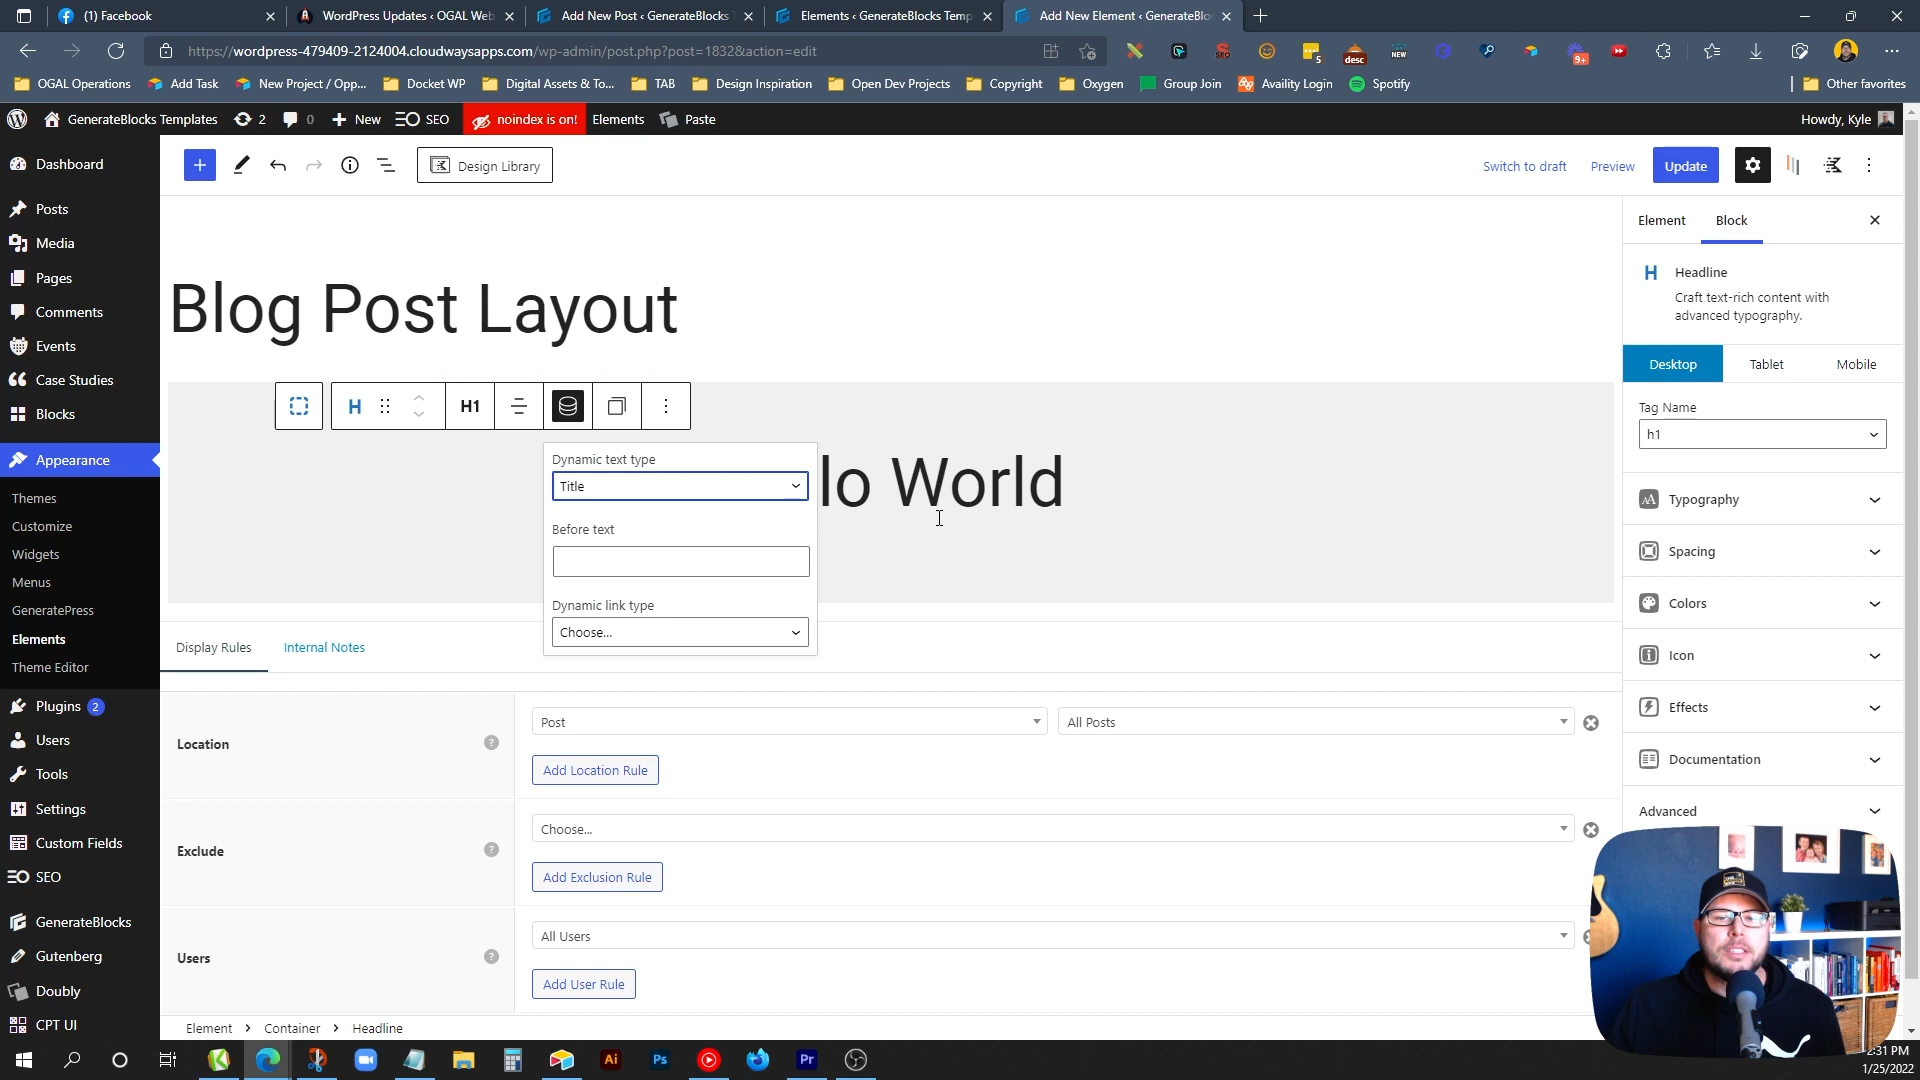 (1) Facebook
WordPress Updates ‹ OGAL Web
Add New Post ‹ GenerateBlocks T
Elements ‹ GenerateBlocks Temp
Add New Element ‹ GenerateBlo
https://wordpress-479409-2124004.cloudwaysapps.com/wp-admin/post.php?post=1832&action=edit
SEO
5
desc
NEW
9+
OGAL Operations
Add Task
New Project / Opp...
Docket WP
Digital Assets & To...
TAB
Design Inspiration
Open Dev Projects
Copyright
Oxygen
Group Join
Availity Login
Spotify
Other favorites
GenerateBlocks Templates
2
0
New
SEO
noindex is on!
Elements
Paste
Howdy, Kyle
Dashboard
Posts
Media
Pages
Comments
Events
Case Studies
Blocks
Appearance
Themes
Customize
Widgets
Menus
GeneratePress
Elements
Theme Editor
Plugins 2
Users
Tools
Settings
Custom Fields
SEO
GenerateBlocks
Gutenberg
Doubly
CPT UI
Design Library
Switch to draft
Preview
Update
Blog Post Layout
H
H1
lo World
Dynamic text type
Title
Before text
Dynamic link type
Choose...
Display Rules
Internal Notes
Location
?
Post
All Posts
Add Location Rule
Exclude
?
Choose...
Add Exclusion Rule
Users
?
All Users
Add User Rule
Element > Container > Headline
Element
Block
H Headline
Craft text-rich content with
advanced typography.
Desktop
Tablet
Mobile
Tag Name
h1
Typography
Spacing
Colors
Icon
Effects
Documentation
Advanced
Ai
Ps
Pr
2:31 PM
1/25/2022